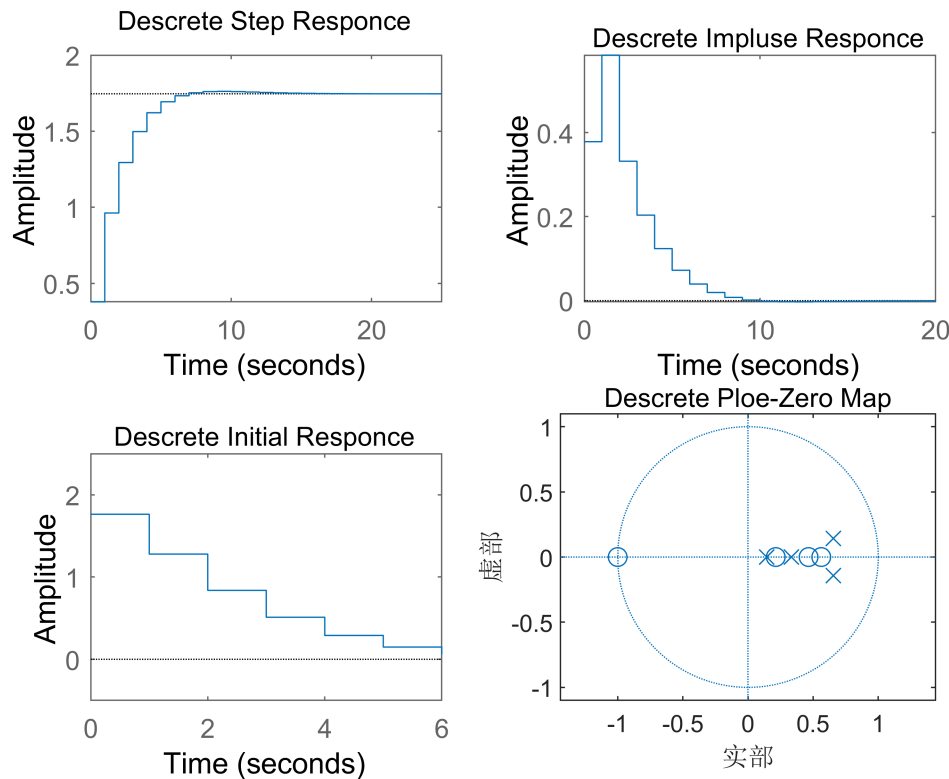 Descrete Step Responce
2
1.5
1
0.5
0
10
20
Amplitude
Time (seconds)
Descrete Impluse Responce
0.4
0.2
0
0
10
20
Amplitude
Time (seconds)
Descrete Initial Responce
2
1
0
0
2
4
6
Amplitude
Time (seconds)
Descrete Ploe-Zero Map
1
0.5
0
-0.5
-1
-1
-0.5
0
0.5
1
虚部
实部